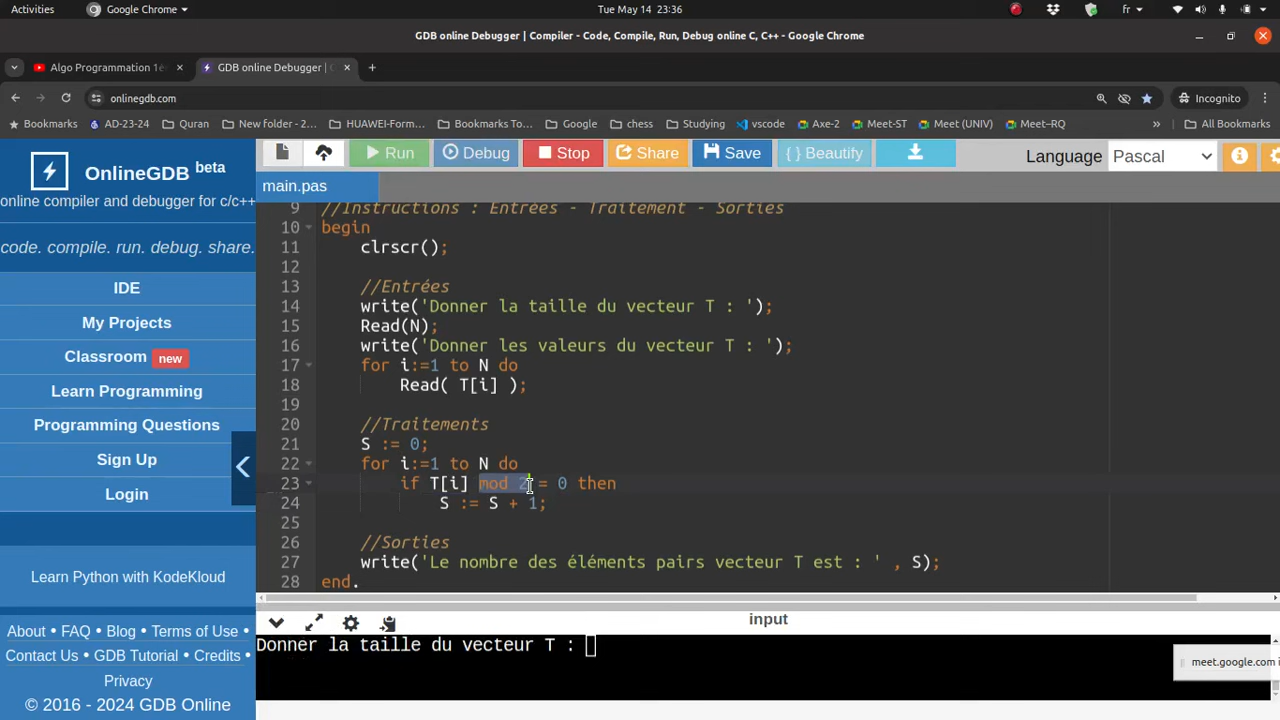 Activities Google Chrome Tue May 14 23:36 fr
GDB online Debugger | Compiler - Code, Compile, Run, Debug online C, C++ - Google Chrome
Algo Programmation 1è GDB online Debugger |
onlinegdb.com Incognito
Bookmarks AD-23-24 Quran New folder - 2... HUAWEI-Form... Bookmarks To... Google chess Studying vscode Axe-2 Meet-ST Meet (UNIV) Meet–RQ » All Bookmarks
OnlineGDB beta
online compiler and debugger for c/c++
code. compile. run. debug. share.
IDE
My Projects
Classroom new
Learn Programming
Programming Questions
Sign Up
Login
Learn Python with KodeKloud
About • FAQ • Blog • Terms of Use •
Contact Us • GDB Tutorial • Credits •
Privacy
© 2016 - 2024 GDB Online
Run Debug Stop Share Save { } Beautify Language Pascal
main.pas
9 //Instructions : Entrées - Traitement - Sorties
10 begin
11 clrscr();
12
13 //Entrées
14 write('Donner la taille du vecteur T : ');
15 Read(N);
16 write('Donner les valeurs du vecteur T : ');
17 for i:=1 to N do
18 Read( T[i] );
19
20 //Traitements
21 S := 0;
22 for i:=1 to N do
23 if T[i] mod 2 = 0 then
24 S := S + 1;
25
26 //Sorties
27 write('Le nombre des éléments pairs vecteur T est : ' , S);
28 end.
input
Donner la taille du vecteur T :
meet.google.com i